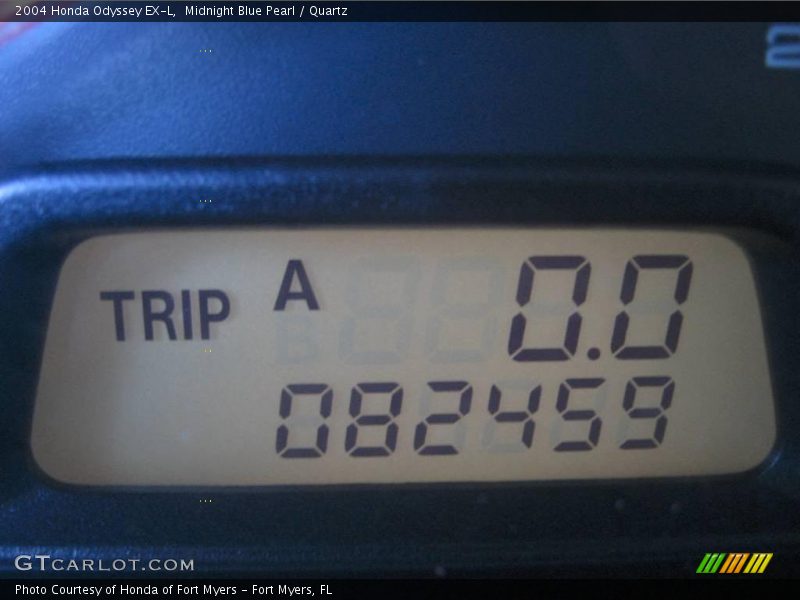 2004 Honda Odyssey EX-L, Midnight Blue Pearl / Quartz
TRIP A 0.0
082459
GTCARLOT.COM
Photo Courtesy of Honda of Fort Myers - Fort Myers, FL